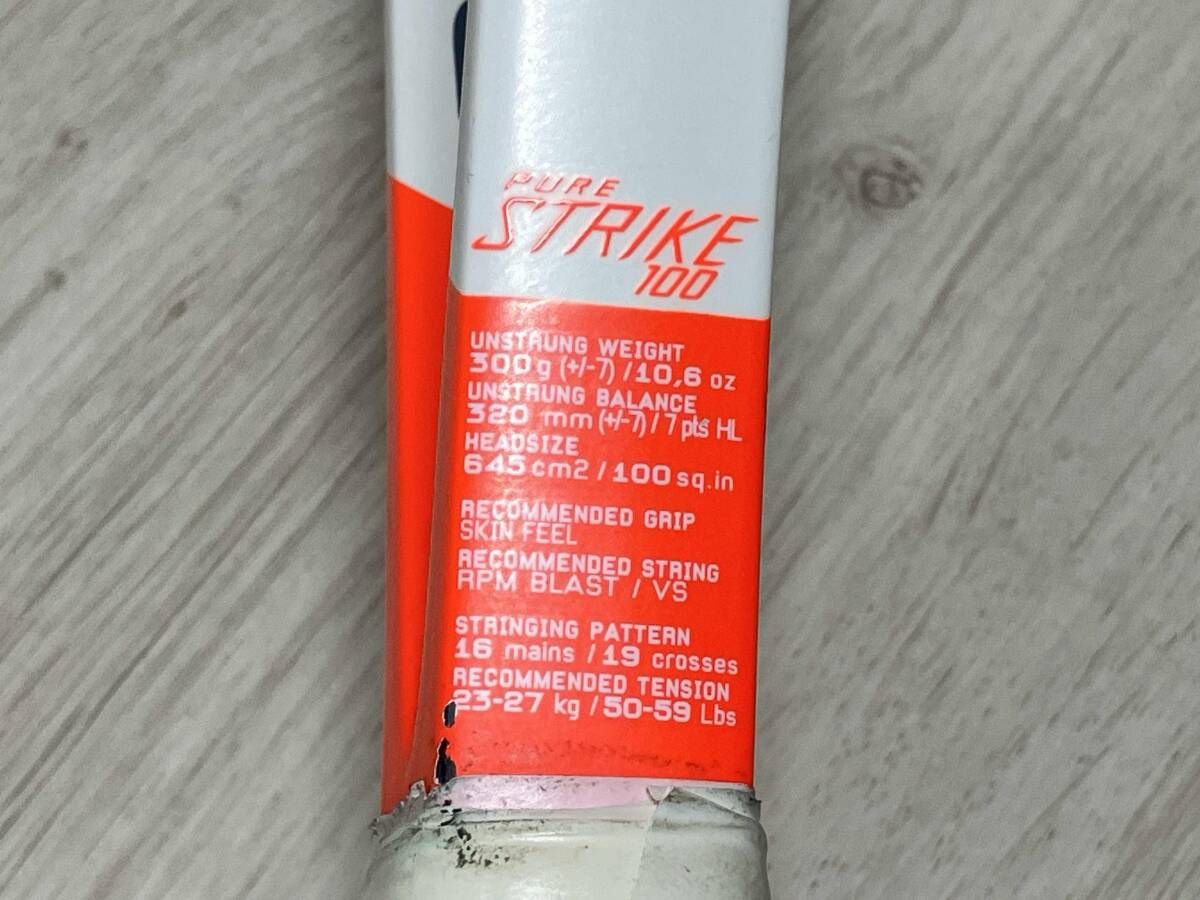 PURE
STRIKE
100
UNSTRUNG WEIGHT
300 g (+/-7) / 10,6 oz
UNSTRUNG BALANCE
320 mm (+/-7) / 7 pts HL
HEADSIZE
645 cm2 / 100 sq.in
RECOMMENDED GRIP
SKIN FEEL
RECOMMENDED STRING
RPM BLAST / VS
STRINGING PATTERN
16 mains / 19 crosses
RECOMMENDED TENSION
23-27 kg / 50-59 Lbs